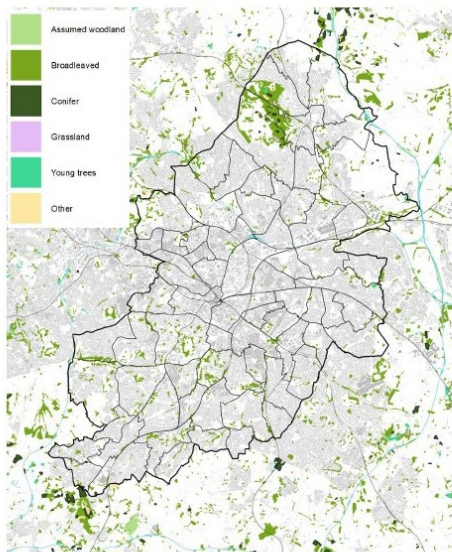 Assumed woodland
Broadleaved
Conifer
Grassland
Young trees
Other